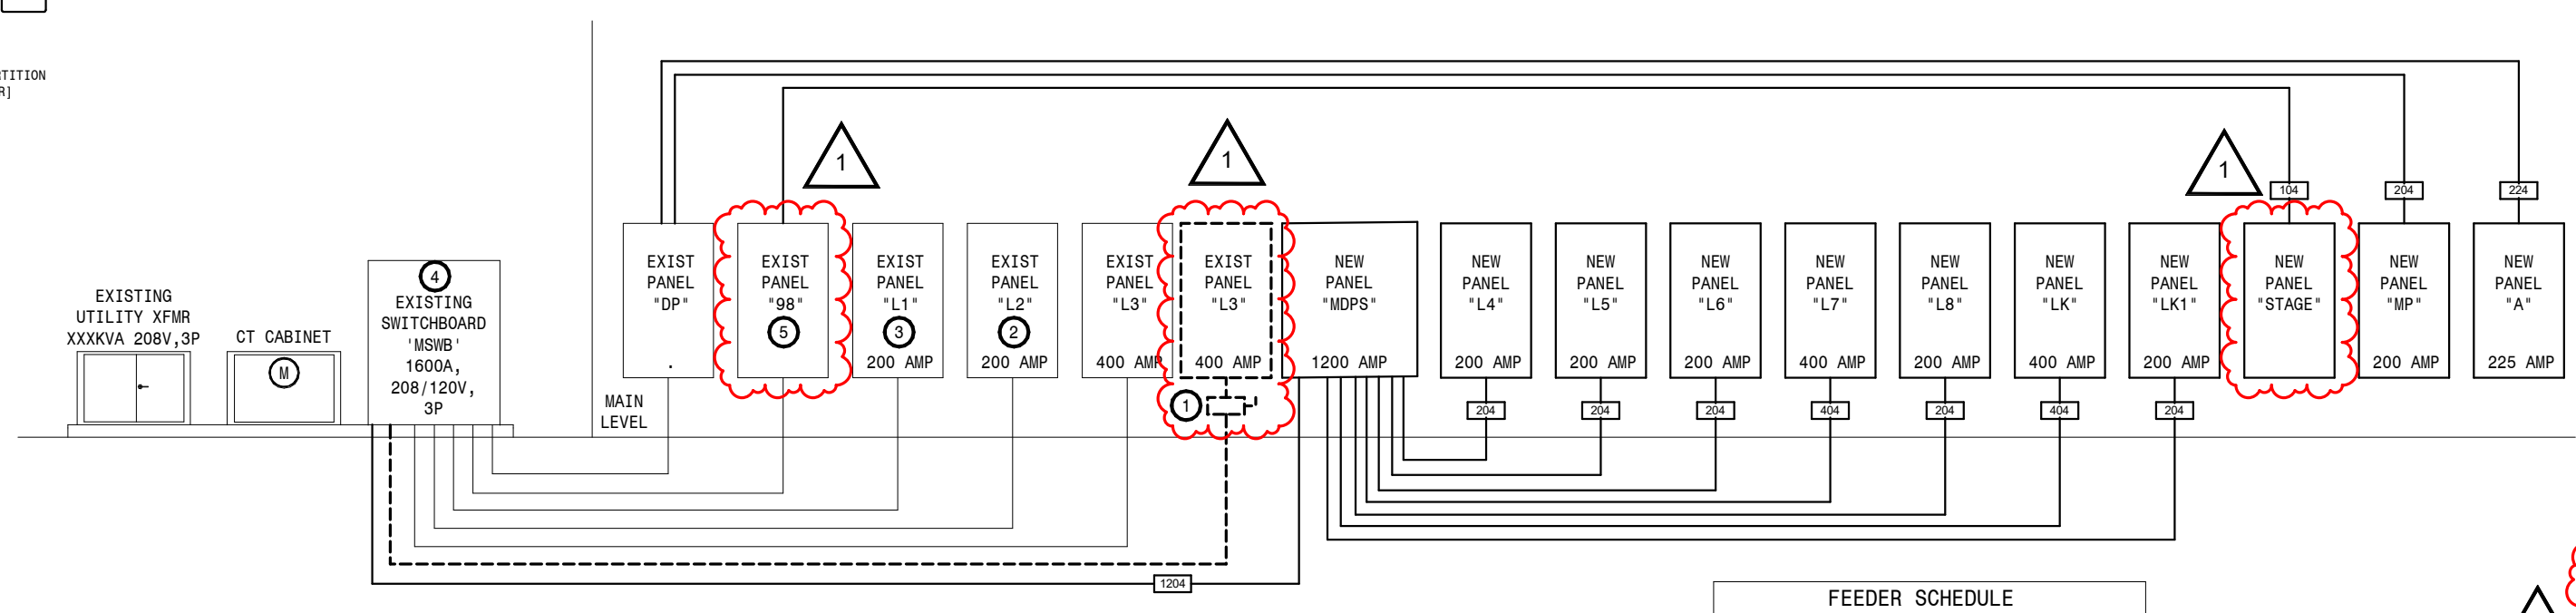 RTITION
R]
1
1
1
104
204
224
EXISTING
UTILITY XFMR
XXXKVA 208V,3P
CT CABINET
M
4
EXISTING
SWITCHBOARD
'MSWB'
1600A,
208/120V,
3P
MAIN
LEVEL
EXIST
PANEL
"DP"
.
EXIST
PANEL
"98"
5
EXIST
PANEL
"L1"
3
200 AMP
EXIST
PANEL
"L2"
2
200 AMP
EXIST
PANEL
"L3"
400 AMP
EXIST
PANEL
"L3"
400 AMP
1
NEW
PANEL
"MDPS"
1200 AMP
NEW
PANEL
"L4"
200 AMP
204
NEW
PANEL
"L5"
200 AMP
204
NEW
PANEL
"L6"
200 AMP
204
NEW
PANEL
"L7"
400 AMP
404
NEW
PANEL
"L8"
200 AMP
204
NEW
PANEL
"LK"
400 AMP
404
NEW
PANEL
"LK1"
200 AMP
204
NEW
PANEL
"STAGE"
NEW
PANEL
"MP"
200 AMP
NEW
PANEL
"A"
225 AMP
1204
FEEDER SCHEDULE